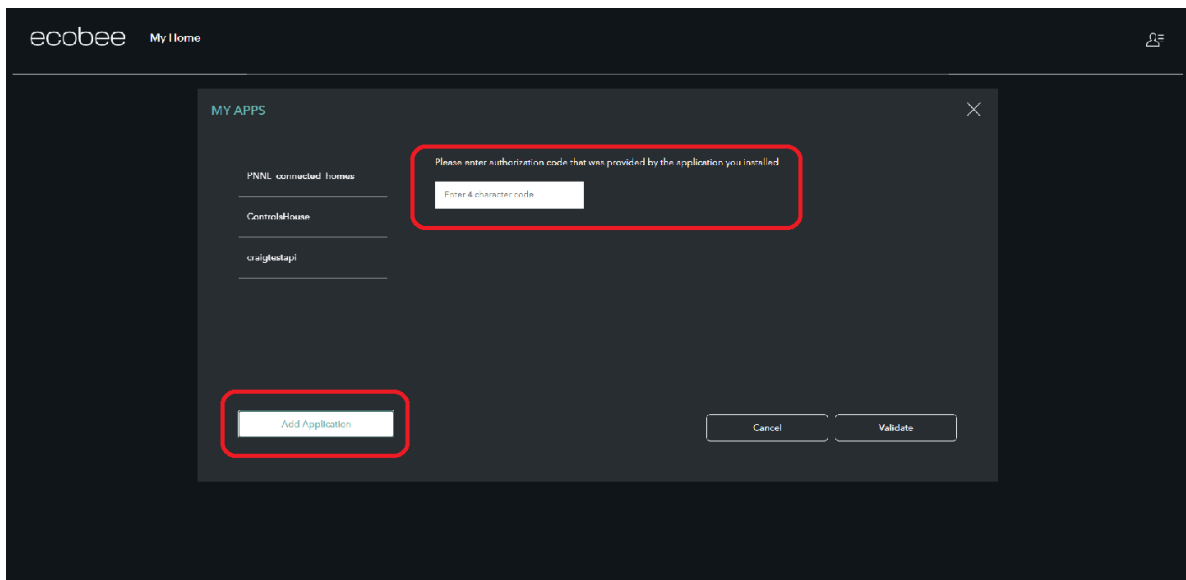 ecobee My Home
MY APPS
Please enter authorization code that was provided by the application you installed
Enter 4 character code
PNNL connected homes
ControlsHouse
craigtestapi
Add Application
Cancel
Validate